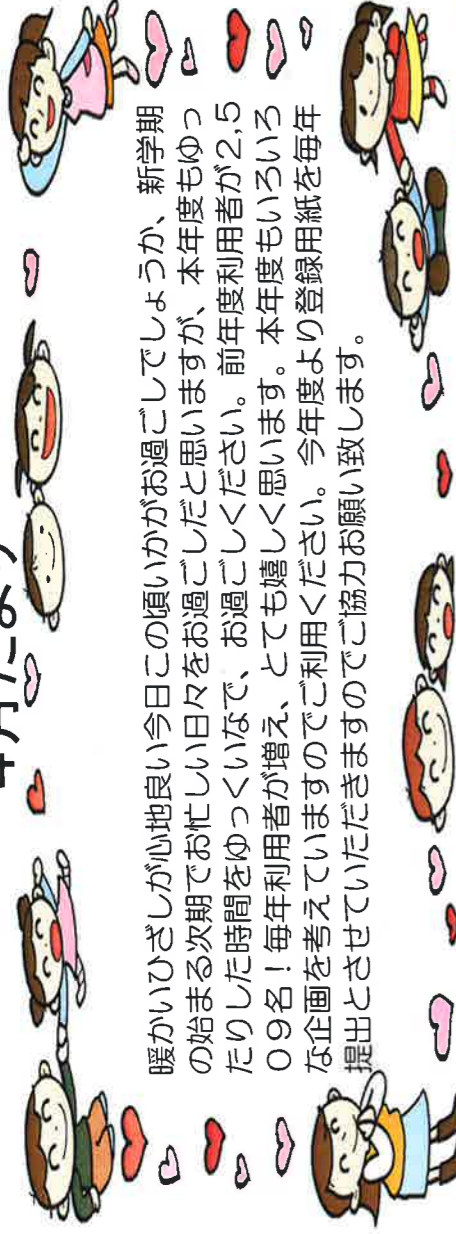 4月だより
暖かいひざしが心地良い今日この頃いかがお過ごしでしょうか、新学期
の始まる次期でお忙しい日々をお過ごしだと思いますが、本年度もゆっ
たりした時間をゆっくいなで、お過ごしください。前年度利用者が2,5
09名！毎年利用者が増え、とても嬉しく思います。本年度もいろいろ
な企画を考えていますのでご利用ください。今年度より登録用紙を毎年
提出とさせていただきますのでご協力お願い致します。